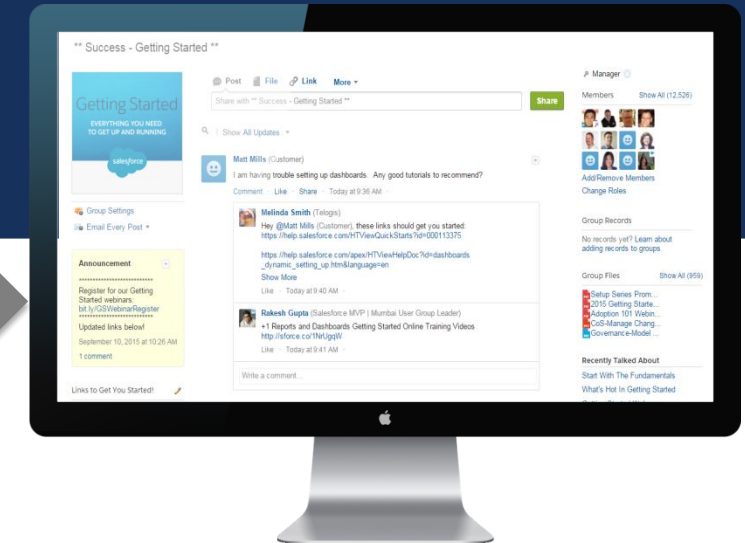 ** Success - Getting Started **
Getting Started
EVERYTHING YOU NEED
TO GET UP AND RUNNING
salesforce
Group Settings
Email Every Post
Announcement
****************************
Register for our Getting
Started webinars:
bit.ly/GSWebinarRegister
****************************
Updated links below!
September 10, 2015 at 10:26 AM
1 comment
Links to Get You Started!
Post File Link More
Share with ** Success - Getting Started **
Share
Show All Updates
Matt Mills (Customer)
I am having trouble setting up dashboards. Any good tutorials to recommend?
Comment · Like · Share · Today at 9:36 AM
Melinda Smith (Telogis)
Hey @Matt Mills (Customer), these links should get you started:
https://help.salesforce.com/HTViewQuickStarts?id=000113375
https://help.salesforce.com/apex/HTViewHelpDoc?id=dashboards
_dynamic_setting_up.htm&language=en
Show More
Like · Today at 9:40 AM
Rakesh Gupta (Salesforce MVP | Mumbai User Group Leader)
+1 Reports and Dashboards Getting Started Online Training Videos
http://sforce.co/1NrUgqW
Like · Today at 9:41 AM
Write a comment...
Manager
Members Show All (12,526)
Add/Remove Members
Change Roles
Group Records
No records yet? Learn about
adding records to groups.
Group Files Show All (959)
Setup Series Prom...
2015 Getting Starte...
Adoption 101 Webin...
CoS-Manage Chang...
Governance-Model ...
Recently Talked About
Start With The Fundamentals
What's Hot In Getting Started